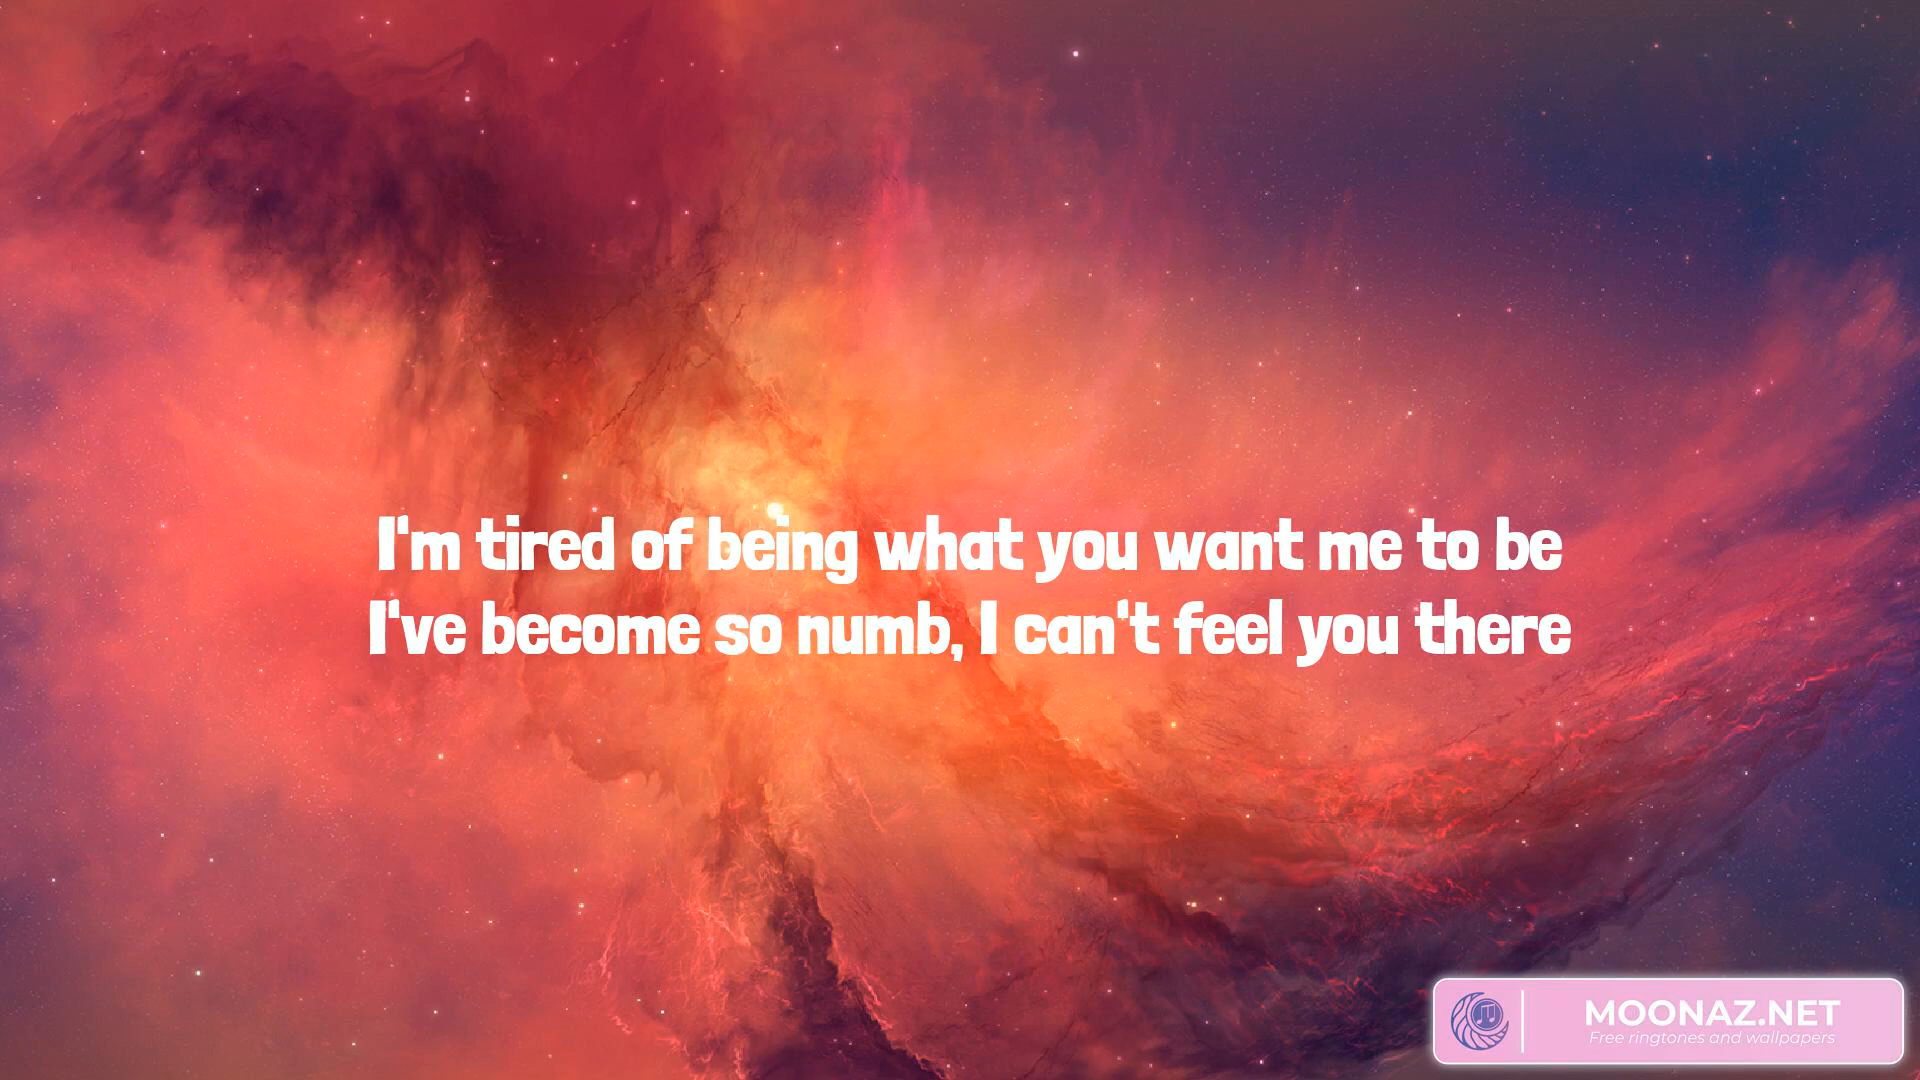 I'm tired of being what you want me to be
I've become so numb, I can't feel you there
MOONAZ.NET
Free ringtones and wallpapers